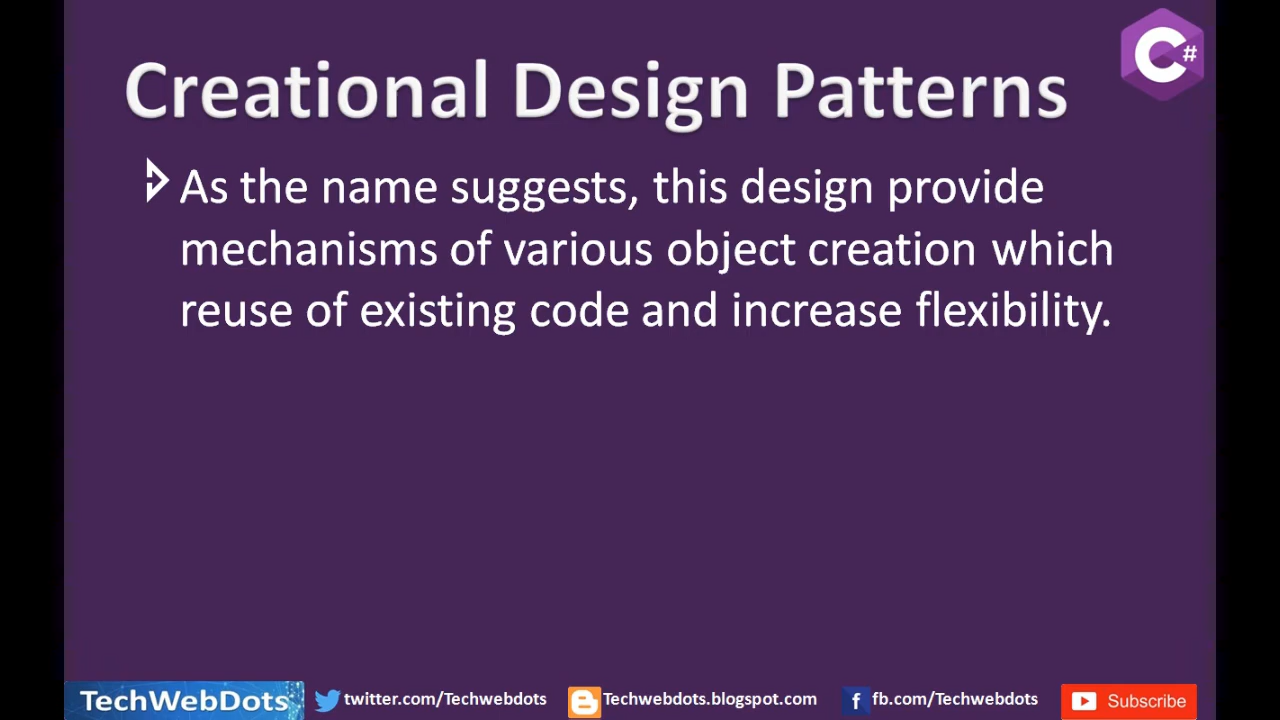 Creational Design Patterns
C#
As the name suggests, this design provide
mechanisms of various object creation which
reuse of existing code and increase flexibility.
TechWebDots
twitter.com/Techwebdots
Techwebdots.blogspot.com
fb.com/Techwebdots
Subscribe